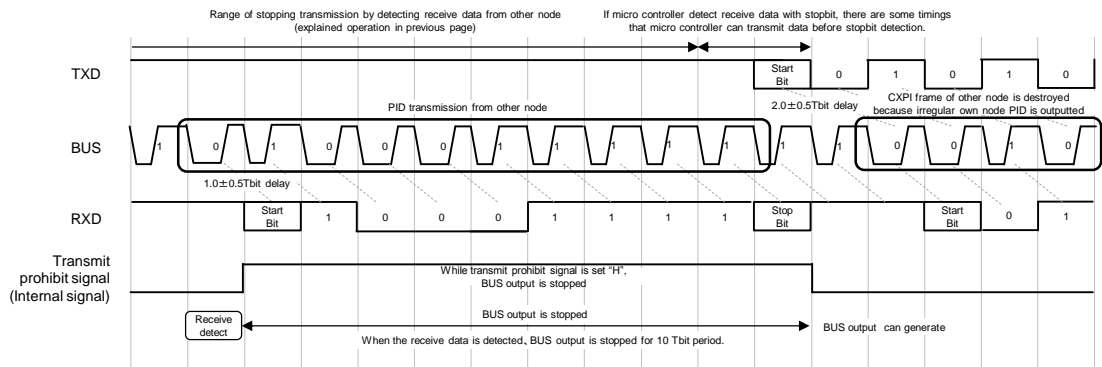 Range of stopping transmission by detecting receive data from other node
(explained operation in previous page)
If micro controller detect receive data with stopbit, there are some timings
that micro controller can transmit data before stopbit detection.
TXD
Start
Bit
0
1
0
1
0
PID transmission from other node
2.0±0.5Tbit delay
CXPI frame of other node is destroyed
because irregular own node PID is outputted
BUS
1
0
1
0
0
0
1
1
1
1
1
1
1
0
0
1
0
1.0±0.5Tbit delay
RXD
Start
Bit
1
0
0
0
1
1
1
1
Stop
Bit
Start
Bit
0
1
Transmit
prohibit signal
(Internal signal)
While transmit prohibit signal is set "H",
BUS output is stopped
Receive
detect
BUS output is stopped
BUS output can generate
When the receive data is detected, BUS output is stopped for 10 Tbit period.